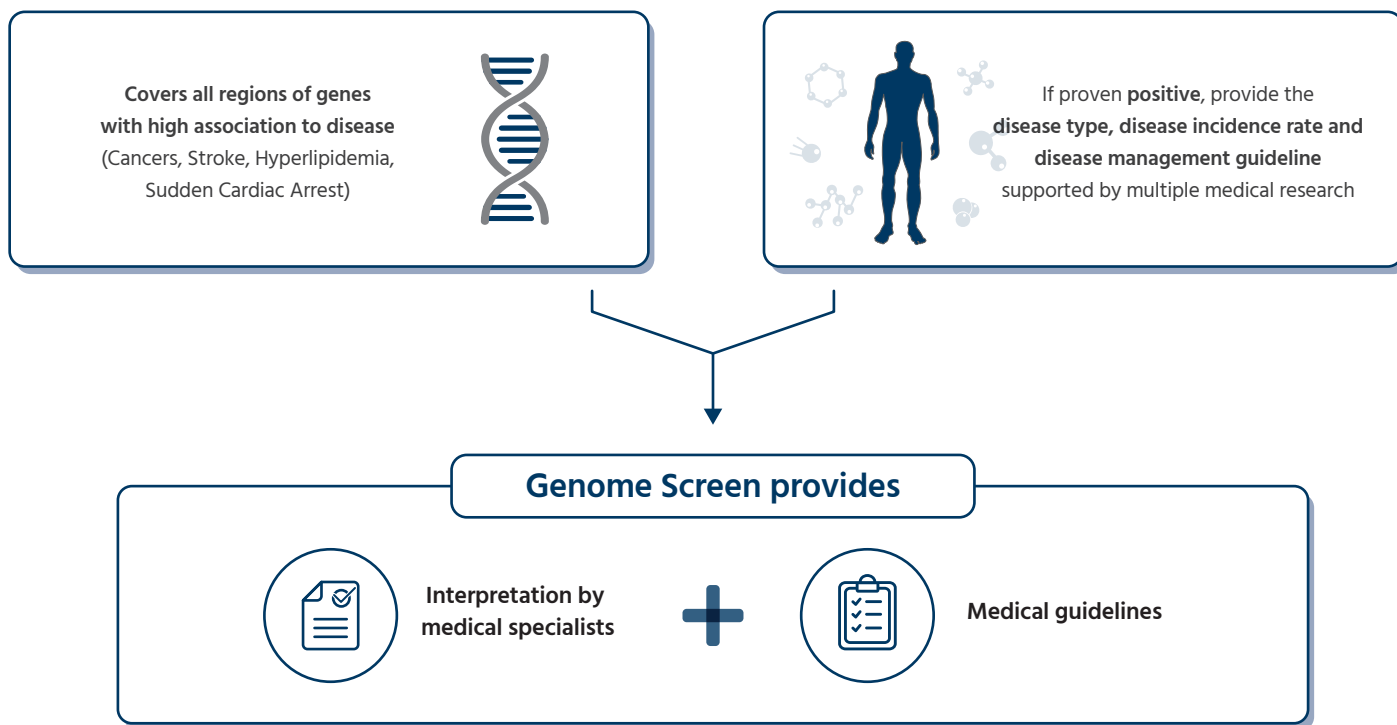 Covers all regions of genes
with high association to disease
(Cancers, Stroke, Hyperlipidemia,
Sudden Cardiac Arrest)
If proven positive, provide the
disease type, disease incidence rate and
disease management guideline
supported by multiple medical research
Genome Screen provides
Interpretation by
medical specialists
Medical guidelines